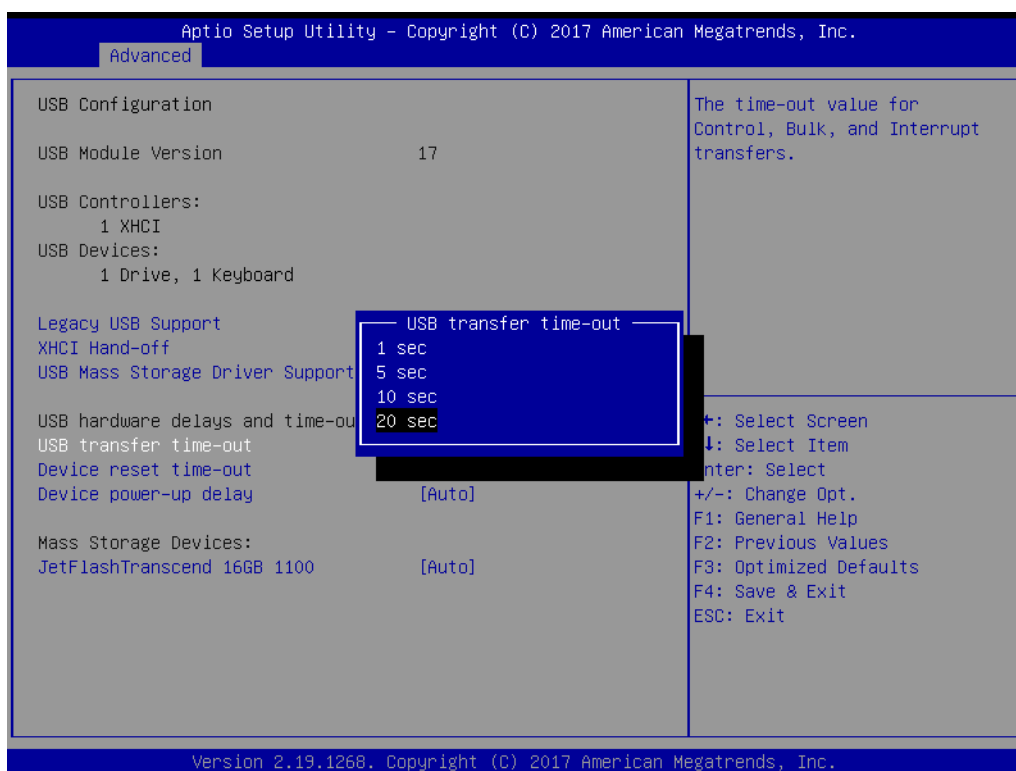 Aptio Setup Utility – Copyright (C) 2017 American Megatrends, Inc.
Advanced
USB Configuration
USB Module Version 17
USB Controllers:
1 XHCI
USB Devices:
1 Drive, 1 Keyboard
Legacy USB Support
XHCI Hand-off
USB Mass Storage Driver Support
USB hardware delays and time-ou
USB transfer time-out
Device reset time-out
Device power-up delay [Auto]
Mass Storage Devices:
JetFlashTranscend 16GB 1100 [Auto]
USB transfer time-out
1 sec
5 sec
10 sec
20 sec
The time-out value for
Control, Bulk, and Interrupt
transfers.
: Select Screen
: Select Item
nter: Select
+/-: Change Opt.
F1: General Help
F2: Previous Values
F3: Optimized Defaults
F4: Save & Exit
ESC: Exit
Version 2.19.1268. Copyright (C) 2017 American Megatrends, Inc.